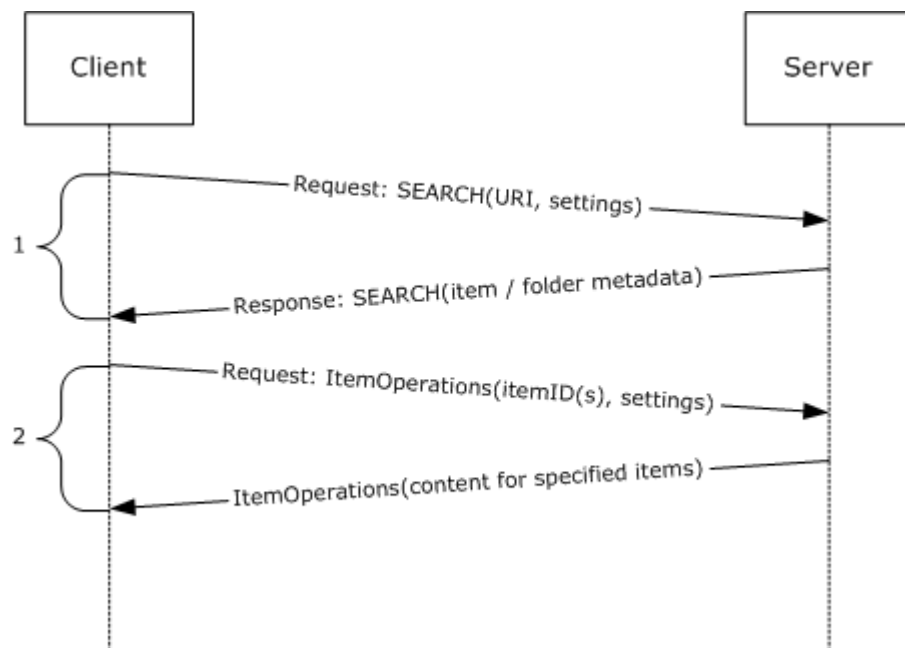 Client
Server
Request: SEARCH(URI, settings)
1
Response: SEARCH(item / folder metadata)
Request: ItemOperations(itemID(s), settings)
2
ItemOperations(content for specified items)